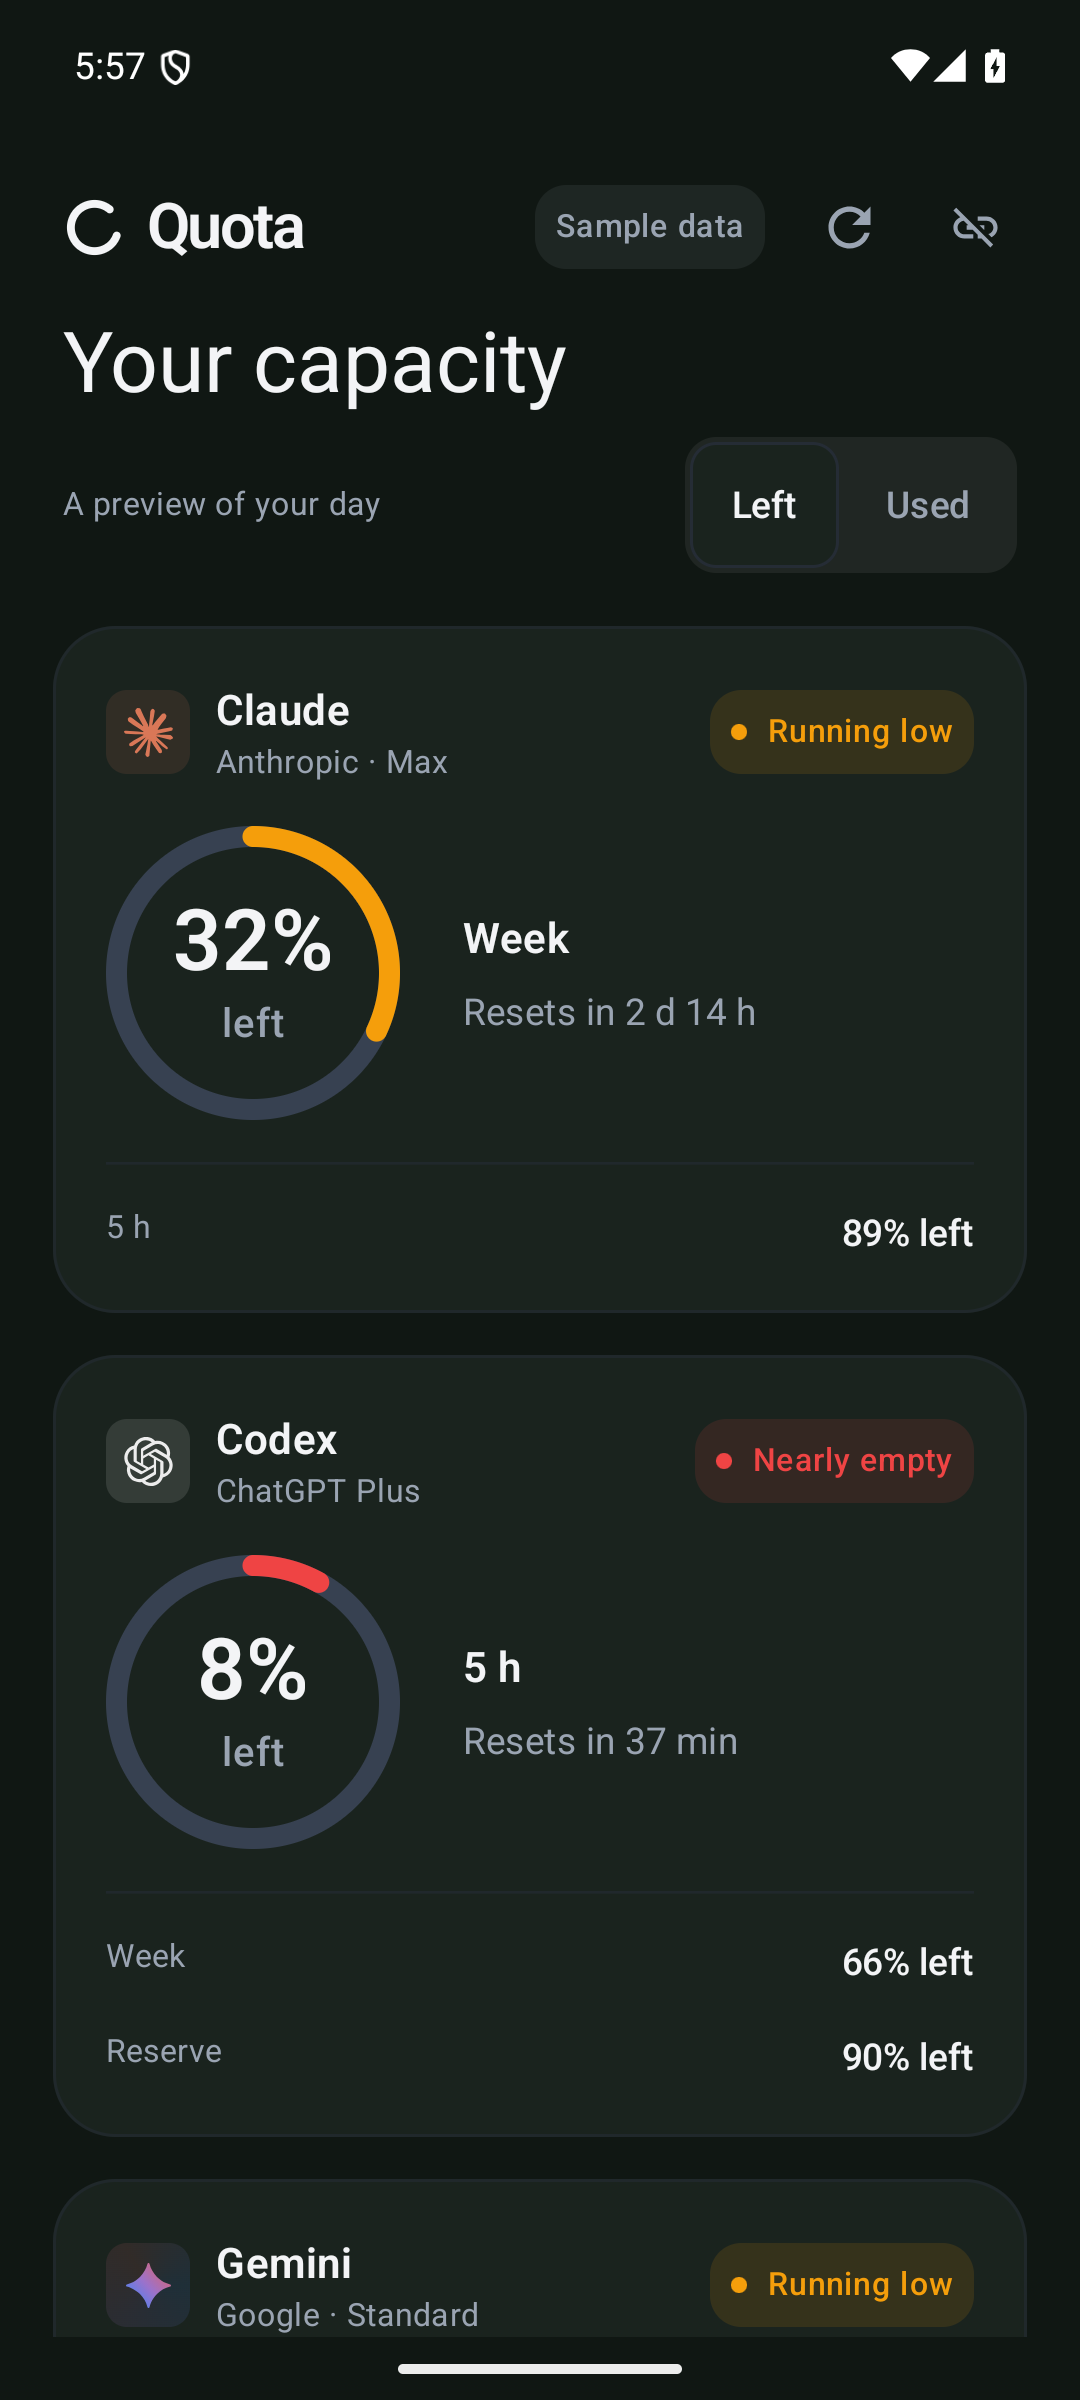 5:57
Quota
Sample data
Your capacity
A preview of your day
Left
Used
Claude
Anthropic · Max
Running low
32%
left
Week
Resets in 2 d 14 h
5 h
89% left
Codex
ChatGPT Plus
Nearly empty
8%
left
5 h
Resets in 37 min
Week
66% left
Reserve
90% left
Gemini
Google · Standard
Running low